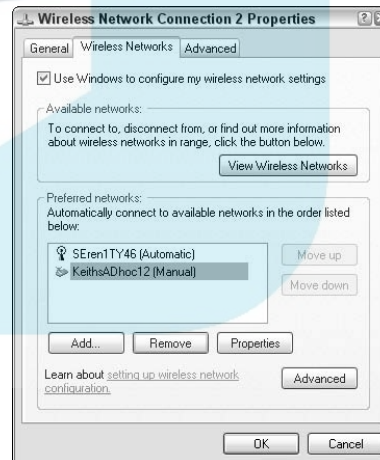 Wireless Network Connection 2 Properties
General Wireless Networks Advanced
Use Windows to configure my wireless network settings
Available networks:
To connect to, disconnect from, or find out more information
about wireless networks in range, click the button below.
View Wireless Networks
Preferred networks:
Automatically connect to available networks in the order listed
below:
SEren1TY46 (Automatic)
KeithsADhoc12 (Manual)
Move up
Move down
Add... Remove Properties
Learn about setting up wireless network
configuration.
Advanced
OK Cancel